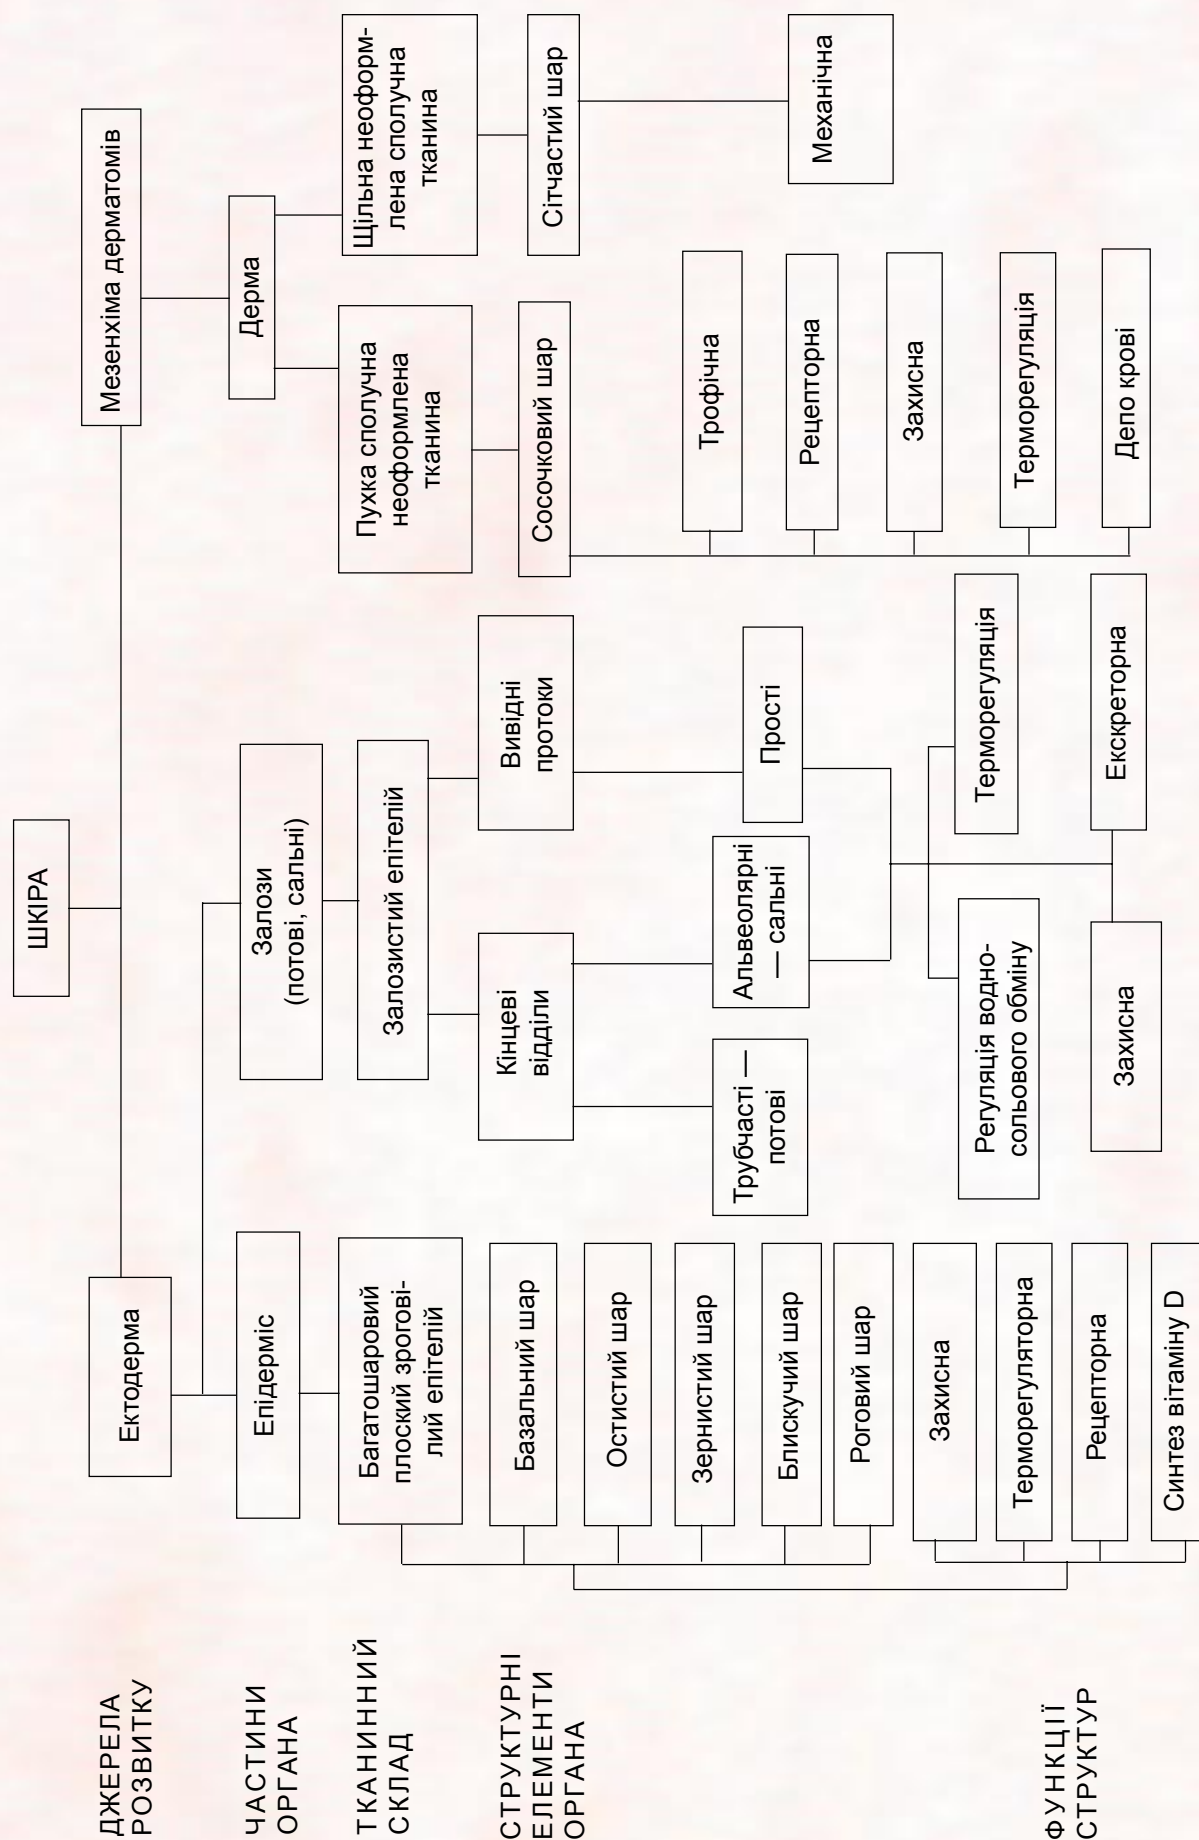 ШКІРА
ДЖЕРЕЛА
РОЗВИТКУ
Ектодерма
Мезенхіма дерматомів
ЧАСТИНИ
ОРГАНА
Епідерміс
Залози
(потові, сальні)
Дерма
ТКАНИННИЙ
СКЛАД
Багатошаровий
плоский зрогові-
лий епітелій
Залозистий епітелій
Пухка сполучна
неоформлена
тканина
Щільна неоформ-
лена сполучна
тканина
СТРУКТУРНІ
ЕЛЕМЕНТИ
ОРГАНА
Базальний шар
Остистий шар
Зернистий шар
Блискучий шар
Роговий шар
Кінцеві
відділи
Вивідні
протоки
Трубчасті —
потові
Альвеолярні
— сальні
Прості
Сосочковий шар
Сітчастий шар
ФУНКЦІЇ
СТРУКТУР
Захисна
Терморегуляторна
Рецепторна
Синтез вітаміну D
Регуляція водно-
сольового обміну
Терморегуляція
Захисна
Екскреторна
Трофічна
Рецепторна
Захисна
Терморегуляція
Депо крові
Механічна